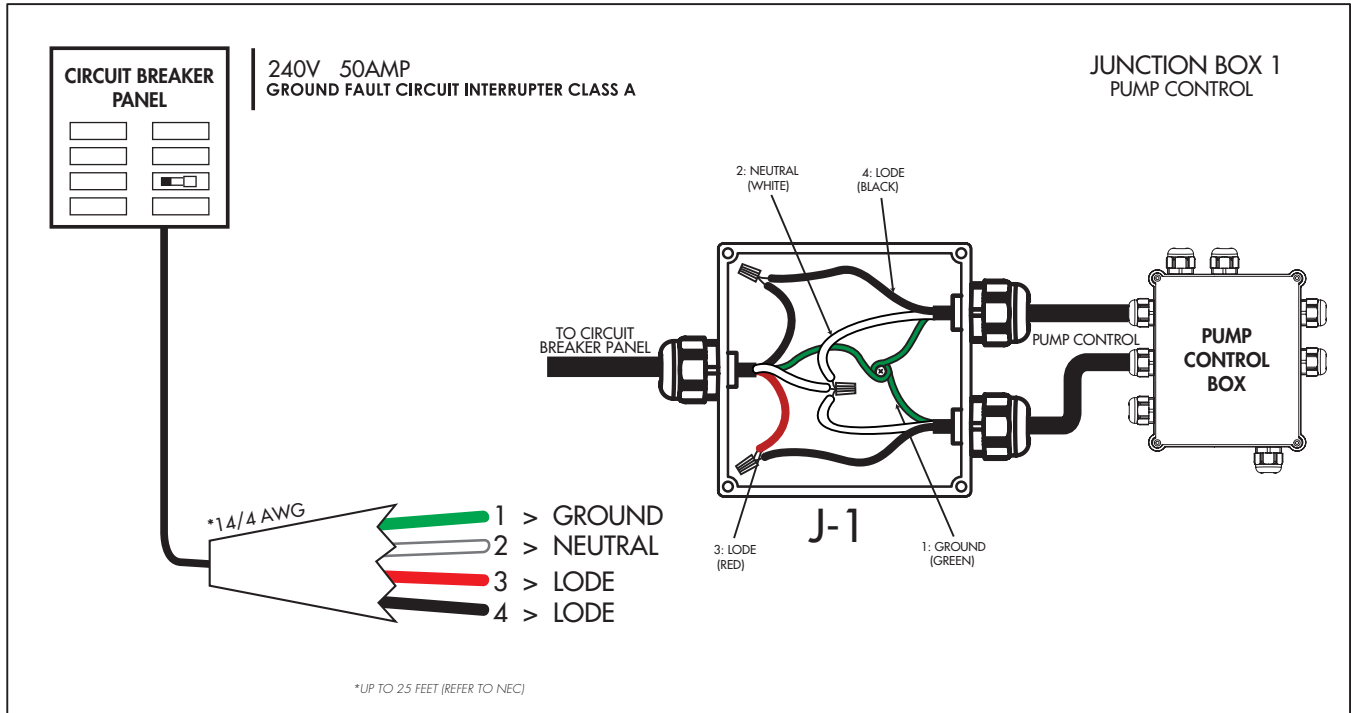 CIRCUIT BREAKER
PANEL
240V 50AMP
GROUND FAULT CIRCUIT INTERRUPTER CLASS A
JUNCTION BOX 1
PUMP CONTROL
2: NEUTRAL
(WHITE)
4: LODE
(BLACK)
TO CIRCUIT
BREAKER PANEL
PUMP CONTROL
PUMP
CONTROL
BOX
J-1
3: LODE
(RED)
1: GROUND
(GREEN)
*14/4 AWG
1 > GROUND
2 > NEUTRAL
3 > LODE
4 > LODE
*UP TO 25 FEET (REFER TO NEC)